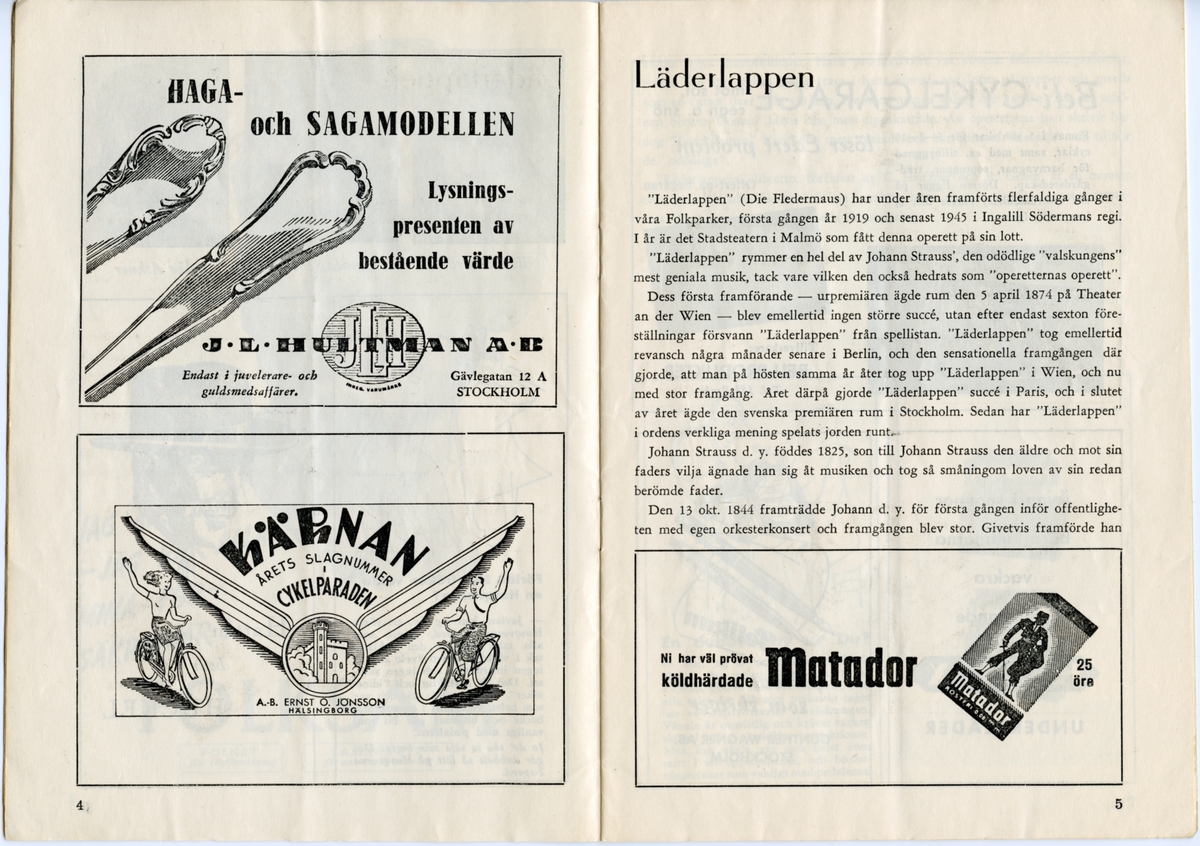 HAGA-
och SAGAMODELLEN
Lysnings-
presenten av
bestående värde
J·L·HULTMAN A·B
JLH
Endast i juvelerare- och
guldsmedsaffärer.
Gävlegatan 12 A
STOCKHOLM
KÄRNAN
ÅRETS SLAGNUMMER
I
CYKELPARADEN
A.-B. ERNST O. JÖNSSON
HÄLSINGBORG
4
Läderlappen
"Läderlappen" (Die Fledermaus) har under åren framförts flerfaldiga gånger i
våra Folkparker, första gången år 1919 och senast 1945 i Ingalill Södermans regi.
I år är det Stadsteatern i Malmö som fått denna operett på sin lott.
"Läderlappen" rymmer en hel del av Johann Strauss', den odödlige "valskungens"
mest geniala musik, tack vare vilken den också hedrats som "operetternas operett".
Dess första framförande — urpremiären ägde rum den 5 april 1874 på Theater
an der Wien — blev emellertid ingen större succé, utan efter endast sexton före-
ställningar försvann "Läderlappen" från spellistan. "Läderlappen" tog emellertid
revansch några månader senare i Berlin, och den sensationella framgången där
gjorde, att man på hösten samma år åter tog upp "Läderlappen" i Wien, och nu
med stor framgång. Året därpå gjorde "Läderlappen" succé i Paris, och i slutet
av året ägde den svenska premiären rum i Stockholm. Sedan har "Läderlappen"
i ordens verkliga mening spelats jorden runt.
Johann Strauss d. y. föddes 1825, son till Johann Strauss den äldre och mot sin
faders vilja ägnade han sig åt musiken och tog så småningom loven av sin redan
berömde fader.
Den 13 okt. 1844 framträdde Johann d. y. för första gången inför offentlighe-
ten med egen orkesterkonsert och framgången blev stor. Givetvis framförde han
Ni har väl prövat
köldhärdade
Matador
Matador
25
öre
5